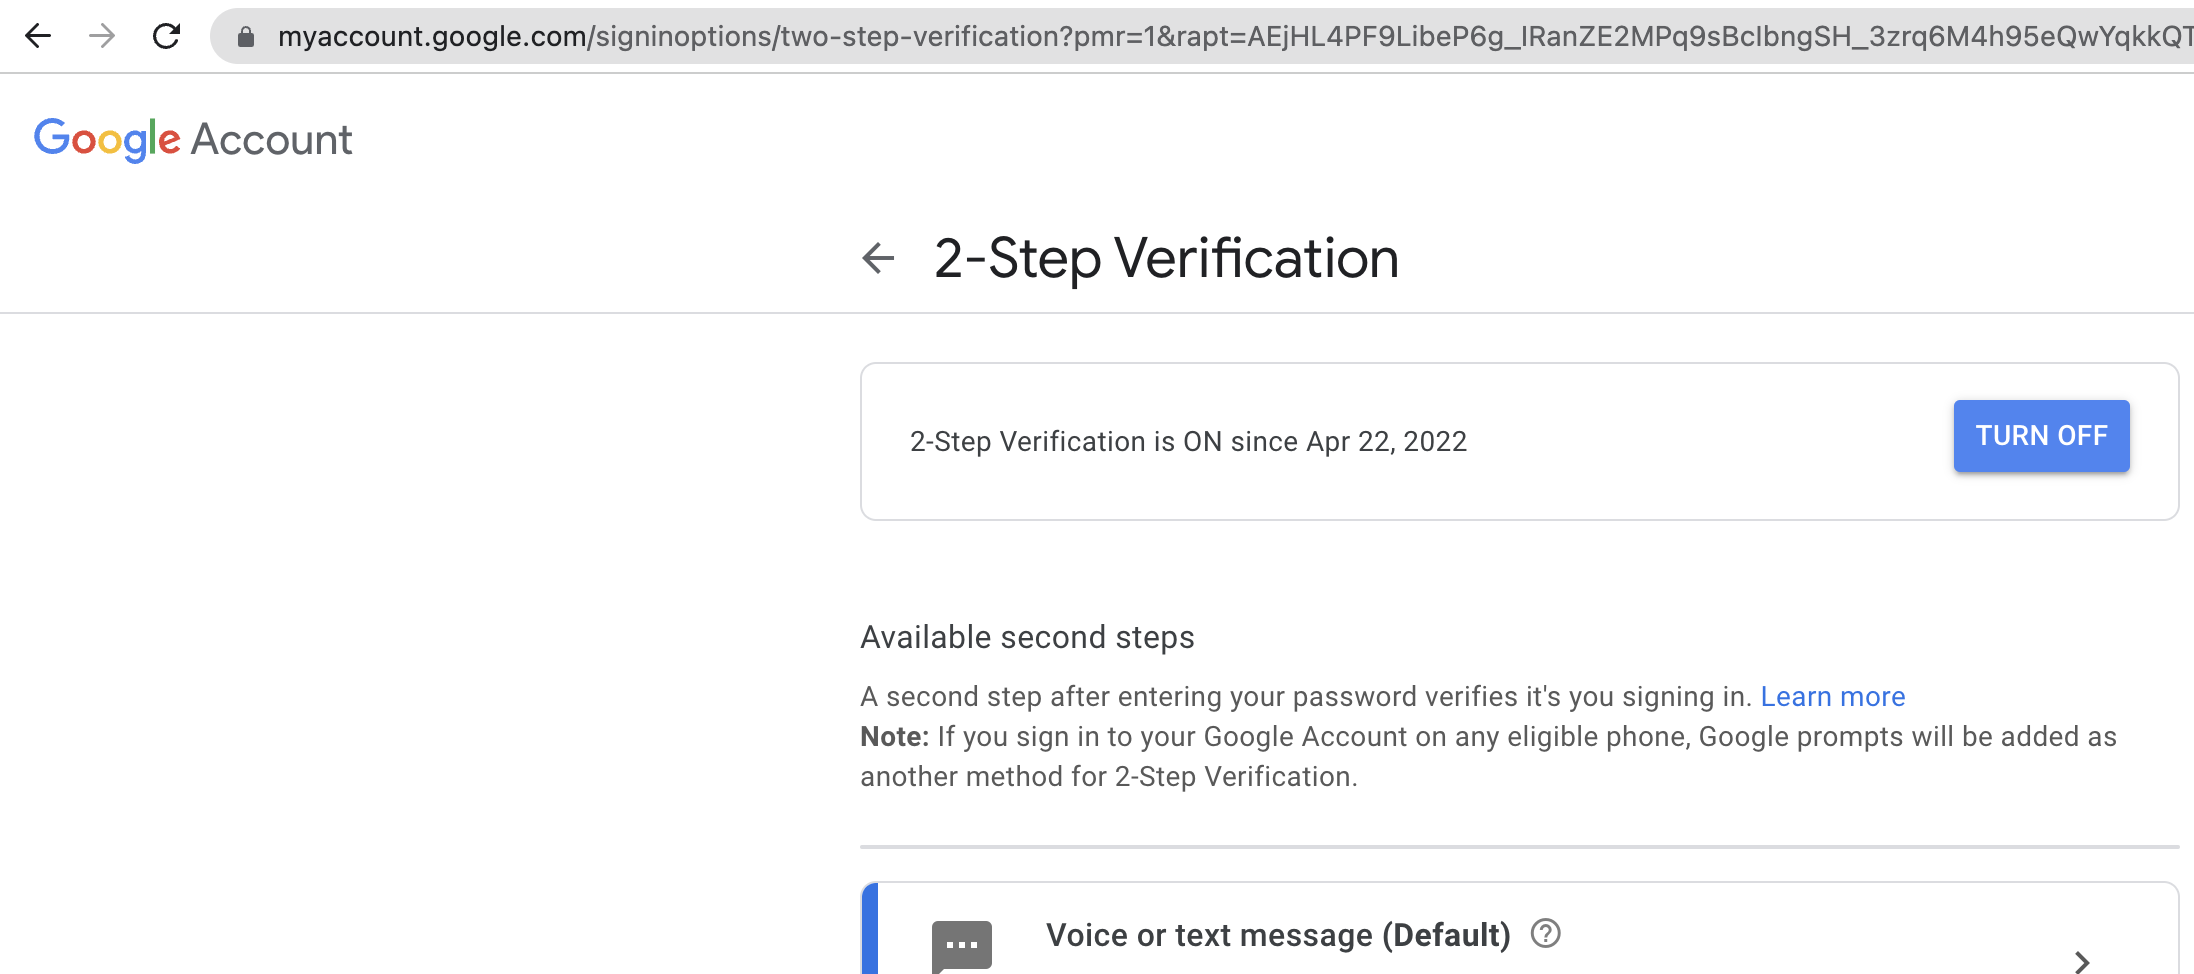 myaccount.google.com/signinoptions/two-step-verification?pmr=1&rapt=AEjHL4PF9LibeP6g_IRanZE2MPq9sBcIbngSH_3zrq6M4h95eQwYqkkQT
Google Account
2-Step Verification
2-Step Verification is ON since Apr 22, 2022
TURN OFF
Available second steps
A second step after entering your password verifies it's you signing in. Learn more
Note: If you sign in to your Google Account on any eligible phone, Google prompts will be added as
another method for 2-Step Verification.
Voice or text message (Default)